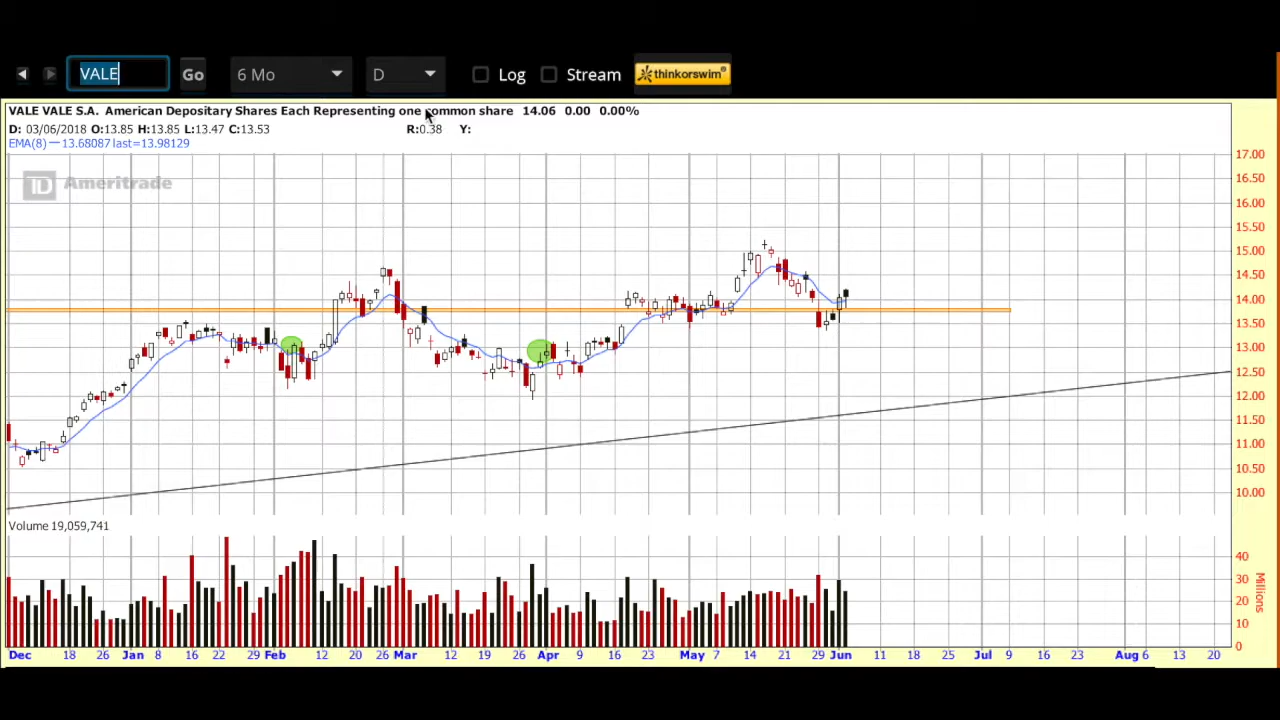 VALE Go 6 Mo D Log Stream thinkorswim®
VALE VALE S.A. American Depositary Shares Each Representing one common share 14.06 0.00 0.00%
D: 03/06/2018 O:13.85 H:13.85 L:13.47 C:13.53 R:0.38 Y:
EMA(8) 13.68087 last=13.98129
17.00
TD Ameritrade
16.50
16.00
15.50
15.00
14.50
14.00
13.50
13.00
12.50
12.00
11.50
11.00
10.50
10.00
Volume 19,059,741
40
30
20
10
0
Millions
Dec 18 26 Jan 8 16 22 29 Feb 12 20 26 Mar 12 19 26 Apr 9 16 23 May 7 14 21 29 Jun 11 18 25 Jul 9 16 23 Aug 6 13 20